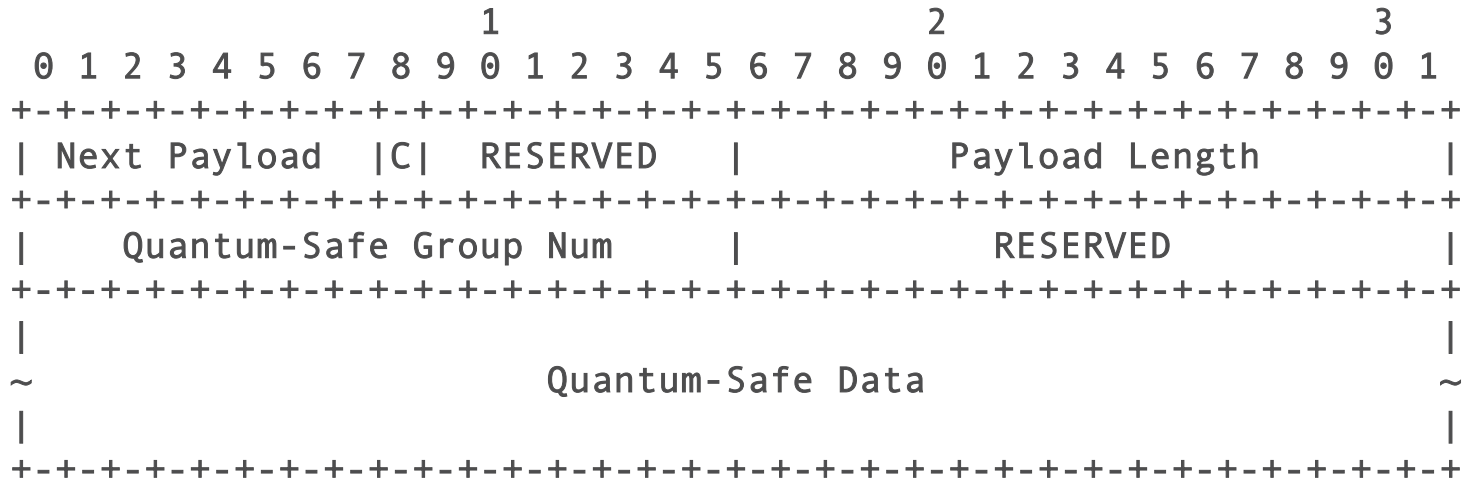 1                   2                   3
 0 1 2 3 4 5 6 7 8 9 0 1 2 3 4 5 6 7 8 9 0 1 2 3 4 5 6 7 8 9 0 1
+-+-+-+-+-+-+-+-+-+-+-+-+-+-+-+-+-+-+-+-+-+-+-+-+-+-+-+-+-+-+-+-+
| Next Payload  |C|  RESERVED   |         Payload Length        |
+-+-+-+-+-+-+-+-+-+-+-+-+-+-+-+-+-+-+-+-+-+-+-+-+-+-+-+-+-+-+-+-+
|    Quantum-Safe Group Num     |           RESERVED            |
+-+-+-+-+-+-+-+-+-+-+-+-+-+-+-+-+-+-+-+-+-+-+-+-+-+-+-+-+-+-+-+-+
|                                                               |
~                       Quantum-Safe Data                       ~
|                                                               |
+-+-+-+-+-+-+-+-+-+-+-+-+-+-+-+-+-+-+-+-+-+-+-+-+-+-+-+-+-+-+-+-+